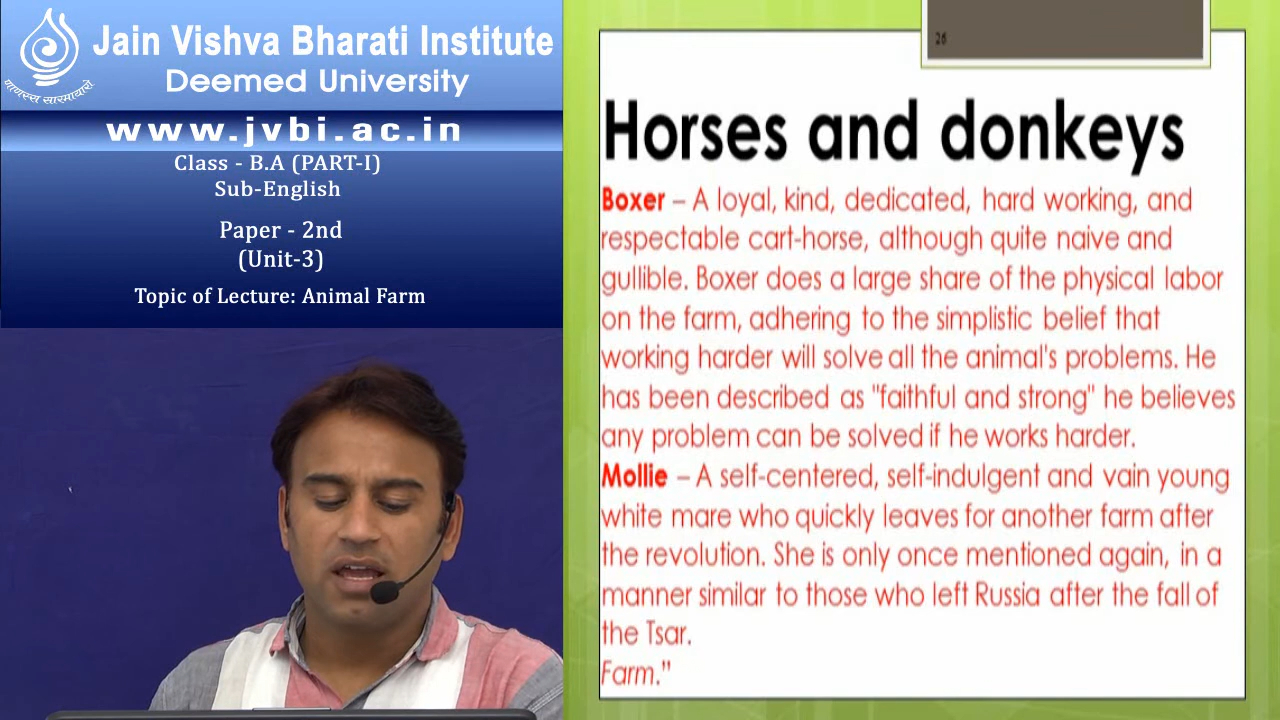 Jain Vishva Bharati Institute
Deemed University
www.jvbi.ac.in
Class - B.A (PART-I)
Sub-English
Paper - 2nd
(Unit-3)
Topic of Lecture: Animal Farm
26
Horses and donkeys
Boxer – A loyal, kind, dedicated, hard working, and
respectable cart-horse, although quite naive and
gullible. Boxer does a large share of the physical labor
on the farm, adhering to the simplistic belief that
working harder will solve all the animal's problems. He
has been described as "faithful and strong" he believes
any problem can be solved if he works harder.
Mollie – A self-centered, self-indulgent and vain young
white mare who quickly leaves for another farm after
the revolution. She is only once mentioned again, in a
manner similar to those who left Russia after the fall of
the Tsar.
Farm.”